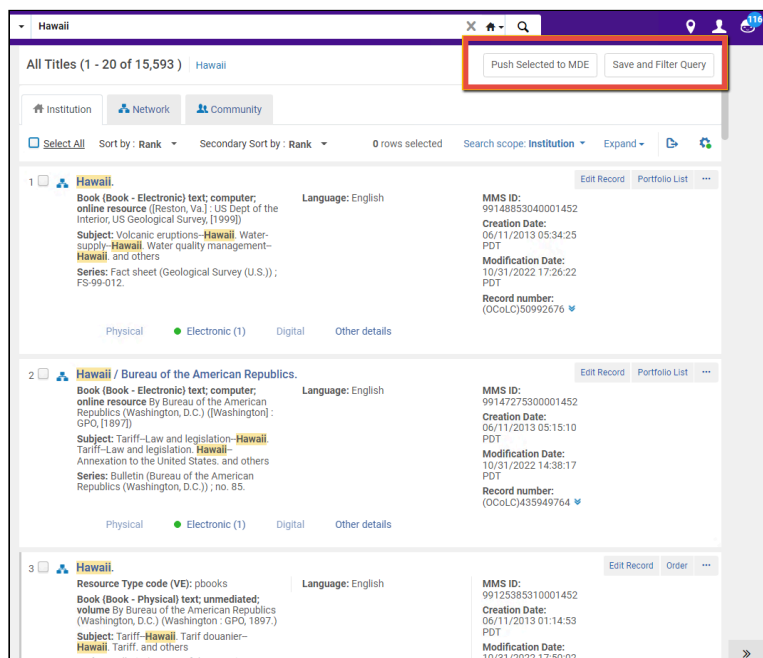 Hawaii
116
All Titles (1 - 20 of 15,593 ) Hawaii
Push Selected to MDE Save and Filter Query
Institution Network Community
Select All Sort by : Rank Secondary Sort by : Rank 0 rows selected Search scope: Institution Expand
1 Hawaii. Edit Record Portfolio List ...
Book {Book - Electronic} text; computer;
online resource ([Reston, Va.] : US Dept of the
Interior, US Geological Survey, [1999])
Subject: Volcanic eruptions--Hawaii. Water-
supply--Hawaii. Water quality management--
Hawaii. and others
Series: Fact sheet (Geological Survey (U.S.)) ;
FS-99-012.
Language: English
MMS ID:
99148853040001452
Creation Date:
06/11/2013 05:34:25
PDT
Modification Date:
10/31/2022 17:26:22
PDT
Record number:
(OCoLC)50992676
Physical Electronic (1) Digital Other details
2 Hawaii / Bureau of the American Republics. Edit Record Portfolio List ...
Book {Book - Electronic} text; computer;
online resource By Bureau of the American
Republics (Washington, D.C.) ([Washington] :
GPO, [1897])
Subject: Tariff--Law and legislation--Hawaii.
Tariff--Law and legislation. Hawaii--
Annexation to the United States. and others
Series: Bulletin (Bureau of the American
Republics (Washington, D.C.)) ; no. 85.
Language: English
MMS ID:
99147275300001452
Creation Date:
06/11/2013 05:15:10
PDT
Modification Date:
10/31/2022 14:38:17
PDT
Record number:
(OCoLC)435949764
Physical Electronic (1) Digital Other details
3 Hawaii. Edit Record Order ...
Resource Type code (VE): pbooks
Book {Book - Physical} text; unmediated;
volume By Bureau of the American Republics
(Washington, D.C.) (Washington : GPO, 1897.)
Subject: Tariff--Hawaii. Tarif douanier--
Hawaii. Tariff. and others
Language: English
MMS ID:
99125385310001452
Creation Date:
06/11/2013 01:14:53
PDT
Modification Date:
10/31/2022 17:50:02